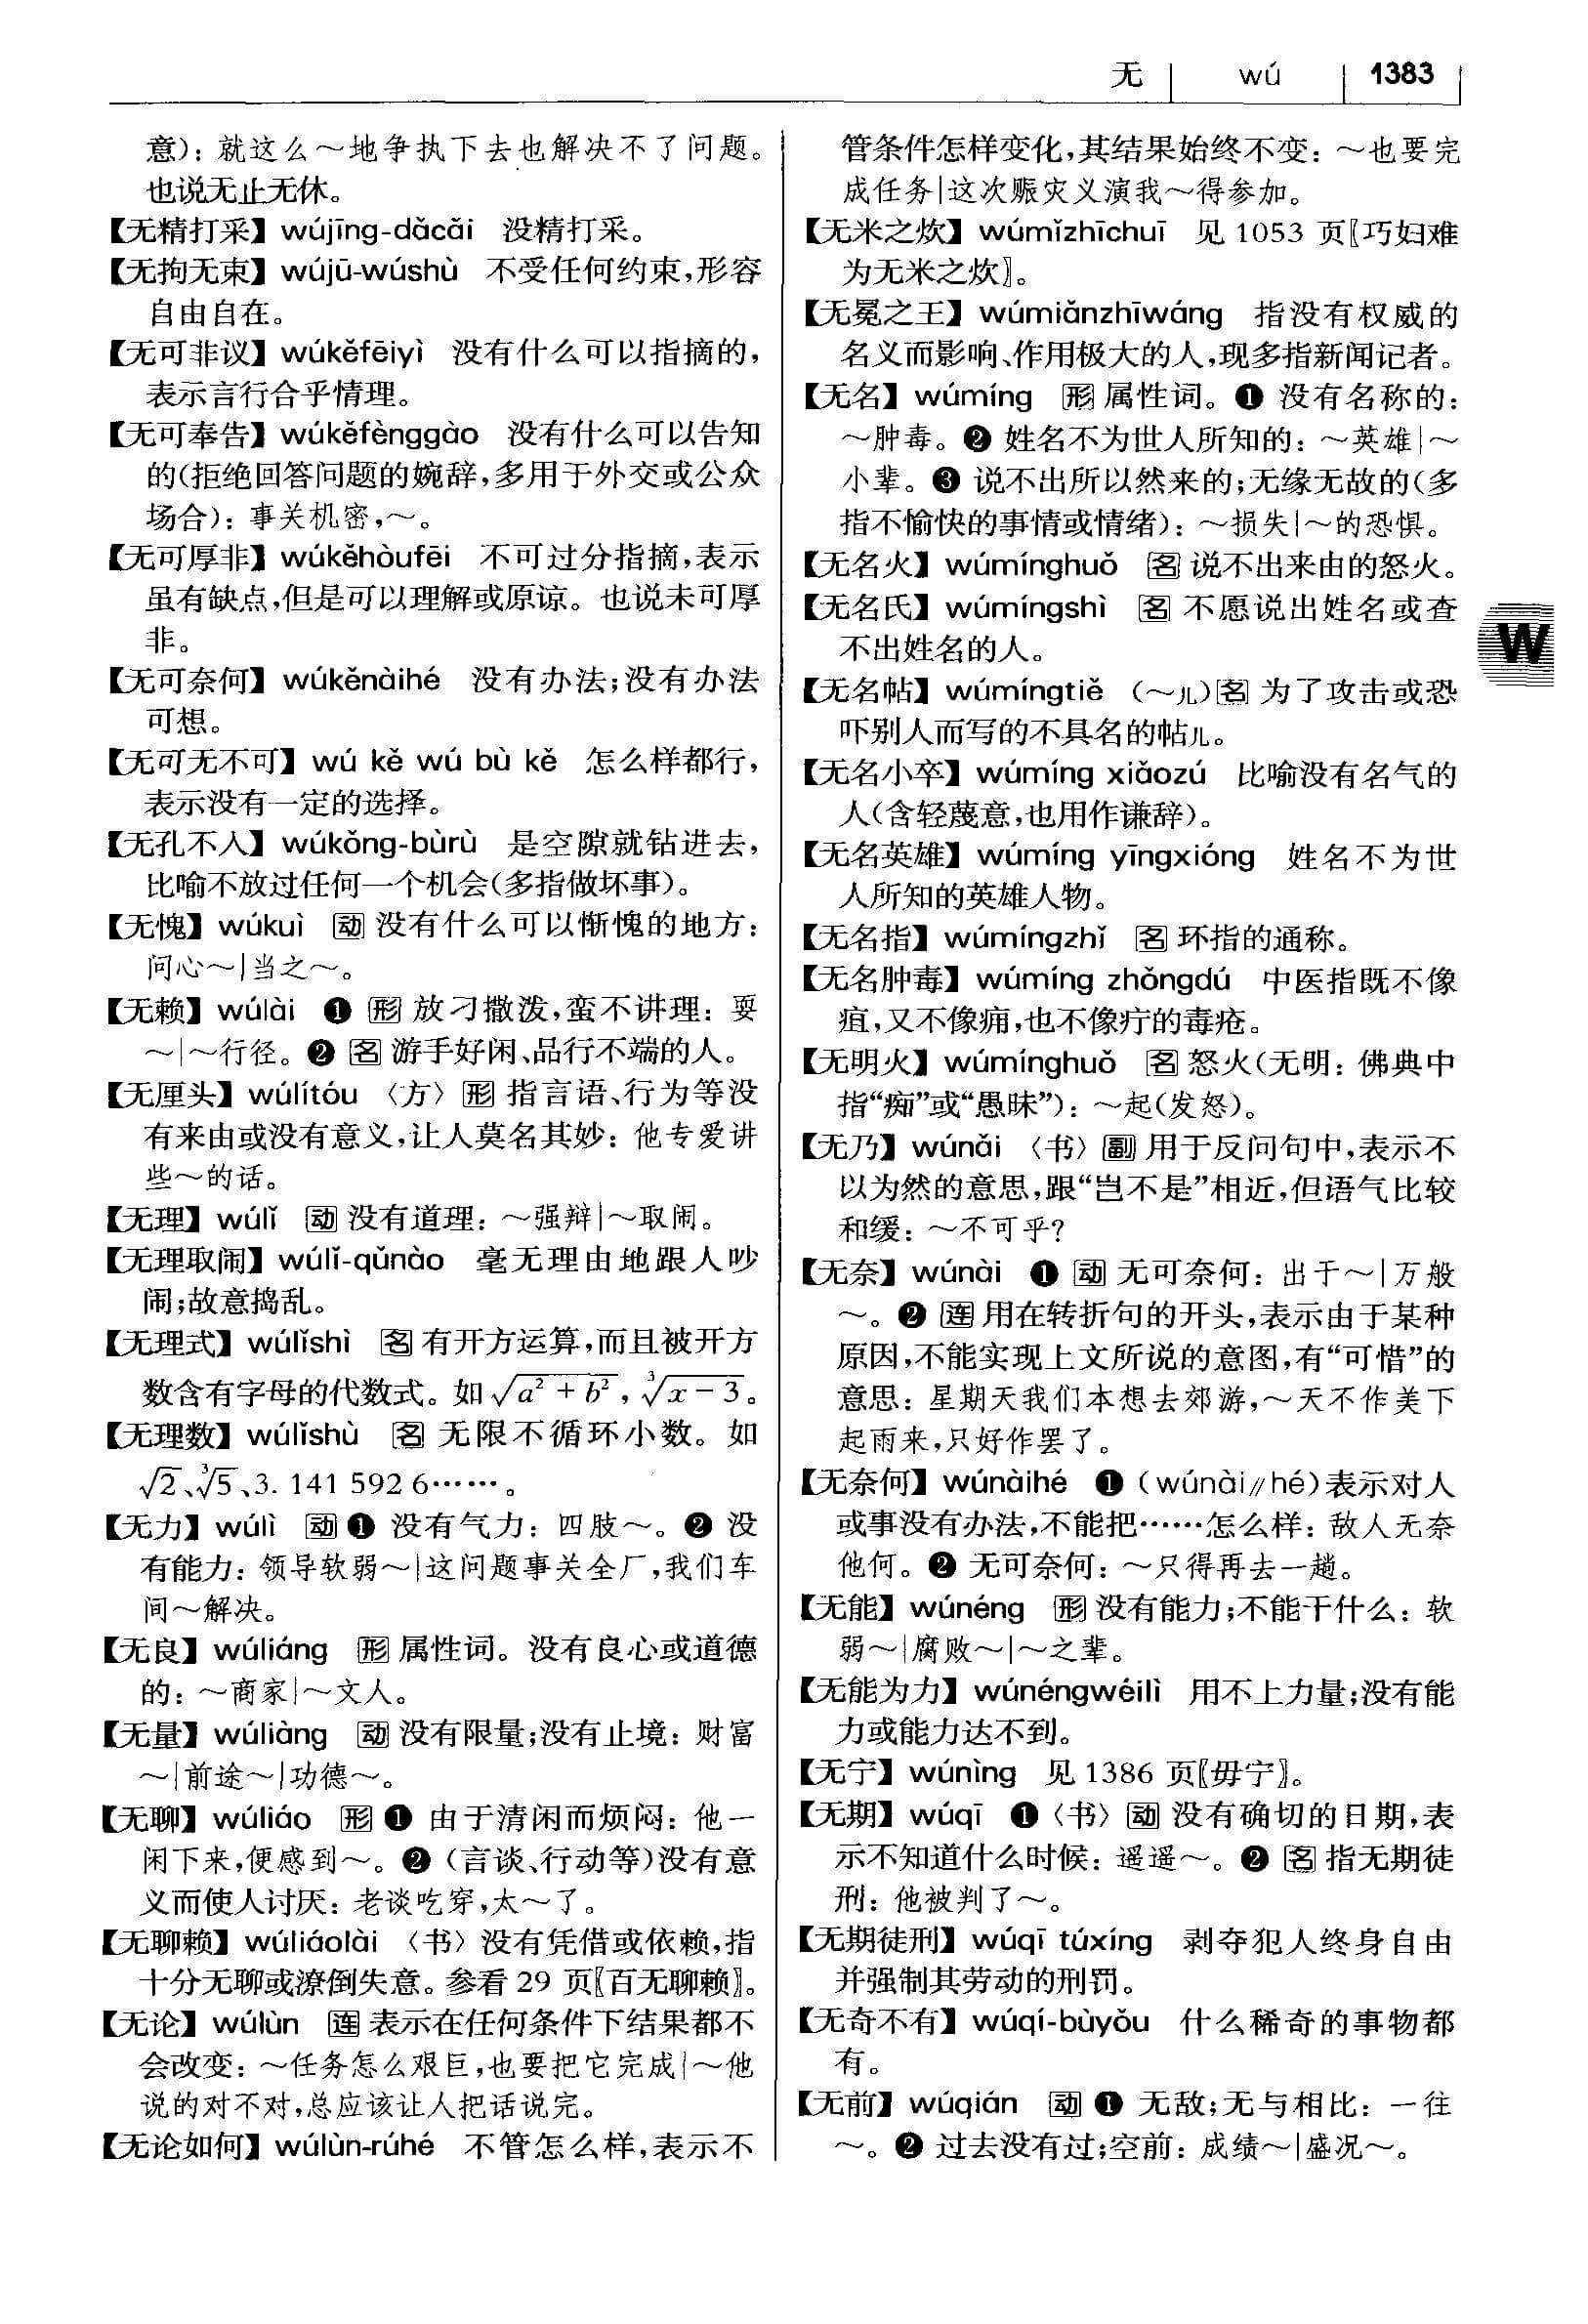 无 wú 1383
意）：就这么～地争执下去也解决不了问题。
也说无止无休。
【无精打采】wújīng-dǎcǎi 没精打采。
【无拘无束】wújū-wúshù 不受任何约束，形容
自由自在。
【无可非议】wúkěfēiyì 没有什么可以指摘的，
表示言行合乎情理。
【无可奉告】wúkěfènggào 没有什么可以告知
的（拒绝回答问题的婉辞，多用于外交或公众
场合）：事关机密，～。
【无可厚非】wúkěhòufēi 不可过分指摘，表示
虽有缺点，但是可以理解或原谅。也说未可厚
非。
【无可奈何】wúkěnàihé 没有办法；没有办法
可想。
【无可无不可】wú kě wú bù kě 怎么样都行，
表示没有一定的选择。
【无孔不入】wúkǒng-bùrù 是空隙就钻进去，
比喻不放过任何一个机会（多指做坏事）。
【无愧】wúkuì 动 没有什么可以惭愧的地方：
问心～|当之～。
【无赖】wúlài ❶ 形 放刁撒泼，蛮不讲理：耍
～|～行径。❷ 名 游手好闲、品行不端的人。
【无厘头】wúlítóu 〈方〉形 指言语、行为等没
有来由或没有意义，让人莫名其妙：他专爱讲
些～的话。
【无理】wúlǐ 动 没有道理：～强辩|～取闹。
【无理取闹】wúlǐ-qǔnào 毫无理由地跟人吵
闹；故意捣乱。
【无理式】wúlǐshì 名 有开方运算，而且被开方
数含有字母的代数式。如 √(a²+b²)，∛(x-3)。
【无理数】wúlǐshù 名 无限不循环小数。如
√2、∛5、3.141 592 6……。
【无力】wúlì 动 ❶ 没有气力：四肢～。❷ 没
有能力：领导软弱～|这问题事关全厂，我们车
间～解决。
【无良】wúliáng 形 属性词。没有良心或道德
的：～商家|～文人。
【无量】wúliàng 动 没有限量；没有止境：财富
～|前途～|功德～。
【无聊】wúliáo 形 ❶ 由于清闲而烦闷：他一
闲下来，便感到～。❷（言谈、行动等）没有意
义而使人讨厌：老谈吃穿，太～了。
【无聊赖】wúliáolài 〈书〉没有凭借或依赖，指
十分无聊或潦倒失意。参看 29 页〖百无聊赖〗。
【无论】wúlùn 连 表示在任何条件下结果都不
会改变：～任务怎么艰巨，也要把它完成|～他
说的对不对，总应该让人把话说完。
【无论如何】wúlùn-rúhé 不管怎么样，表示不
管条件怎样变化，其结果始终不变：～也要完
成任务|这次赈灾义演我～得参加。
【无米之炊】wúmǐzhīchuī 见 1053 页〖巧妇难
为无米之炊〗。
【无冕之王】wúmiǎnzhīwáng 指没有权威的
名义而影响、作用极大的人，现多指新闻记者。
【无名】wúmíng 形 属性词。❶ 没有名称的：
～肿毒。❷ 姓名不为世人所知的：～英雄|～
小辈。❸ 说不出所以然来的；无缘无故的（多
指不愉快的事情或情绪）：～损失|～的恐惧。
【无名火】wúmínghuǒ 名 说不出来由的怒火。
【无名氏】wúmíngshì 名 不愿说出姓名或查
不出姓名的人。
W
【无名帖】wúmíngtiě （～儿）名 为了攻击或恐
吓别人而写的不具名的帖儿。
【无名小卒】wúmíng xiǎozú 比喻没有名气的
人（含轻蔑意，也用作谦辞）。
【无名英雄】wúmíng yīngxióng 姓名不为世
人所知的英雄人物。
【无名指】wúmíngzhǐ 名 环指的通称。
【无名肿毒】wúmíng zhǒngdú 中医指既不像
疽，又不像痈，也不像疔的毒疮。
【无明火】wúmínghuǒ 名 怒火（无明：佛典中
指“痴”或“愚昧”）：～起（发怒）。
【无乃】wúnǎi 〈书〉副 用于反问句中，表示不
以为然的意思，跟“岂不是”相近，但语气比较
和缓：～不可乎？
【无奈】wúnài ❶ 动 无可奈何：出于～|万般
～。❷ 连 用在转折句的开头，表示由于某种
原因，不能实现上文所说的意图，有“可惜”的
意思：星期天我们本想去郊游，～天不作美下
起雨来，只好作罢了。
【无奈何】wúnàihé ❶（wúnài∥hé）表示对人
或事没有办法，不能把……怎么样：敌人无奈
他何。❷ 无可奈何：～只得再去一趟。
【无能】wúnéng 形 没有能力；不能干什么：软
弱～|腐败～|～之辈。
【无能为力】wúnéngwéilì 用不上力量；没有能
力或能力达不到。
【无宁】wúnìng 见 1386 页〖毋宁〗。
【无期】wúqī ❶〈书〉动 没有确切的日期，表
示不知道什么时候：遥遥～。❷ 名 指无期徒
刑：他被判了～。
【无期徒刑】wúqī túxíng 剥夺犯人终身自由
并强制其劳动的刑罚。
【无奇不有】wúqí-bùyǒu 什么稀奇的事物都
有。
【无前】wúqián 动 ❶ 无敌；无与相比：一往
～。❷ 过去没有过；空前：成绩～|盛况～。